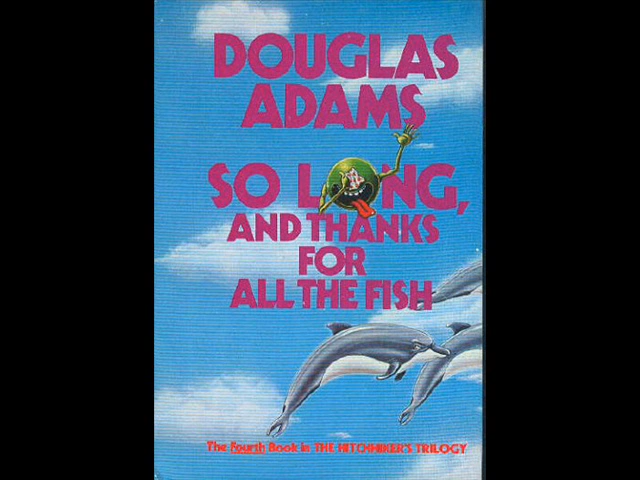 DOUGLAS
ADAMS
SO LONG,
AND THANKS
FOR
ALL THE FISH
The Fourth Book in THE HITCHHIKER'S TRILOGY